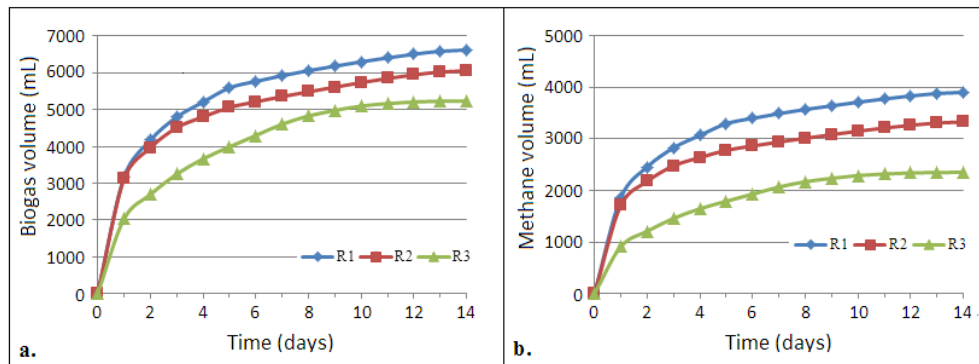 7000
6000
5000
4000
3000
2000
1000
0
Biogas volume (mL)
R1 R2 R3
0 2 4 6 8 10 12 14
Time (days)
a.
5000
4000
3000
2000
1000
0
Methane volume (mL)
R1 R2 R3
0 2 4 6 8 10 12 14
Time (days)
b.